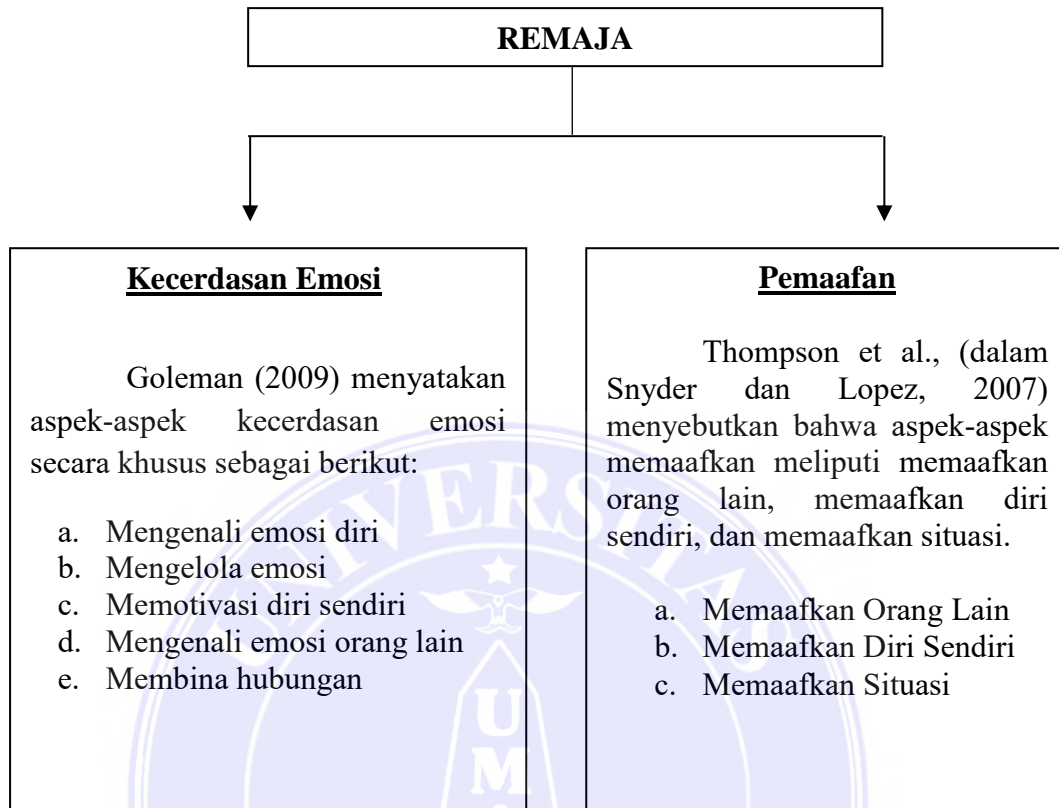 REMAJA
Kecerdasan Emosi
Goleman (2009) menyatakan
aspek-aspek kecerdasan emosi
secara khusus sebagai berikut:
a. Mengenali emosi diri
b. Mengelola emosi
c. Memotivasi diri sendiri
d. Mengenali emosi orang lain
e. Membina hubungan
Pemaafan
Thompson et al., (dalam
Snyder dan Lopez, 2007)
menyebutkan bahwa aspek-aspek
memaafkan meliputi memaafkan
orang lain, memaafkan diri
sendiri, dan memaafkan situasi.
a. Memaafkan Orang Lain
b. Memaafkan Diri Sendiri
c. Memaafkan Situasi
UNIVERSITAS
U
M